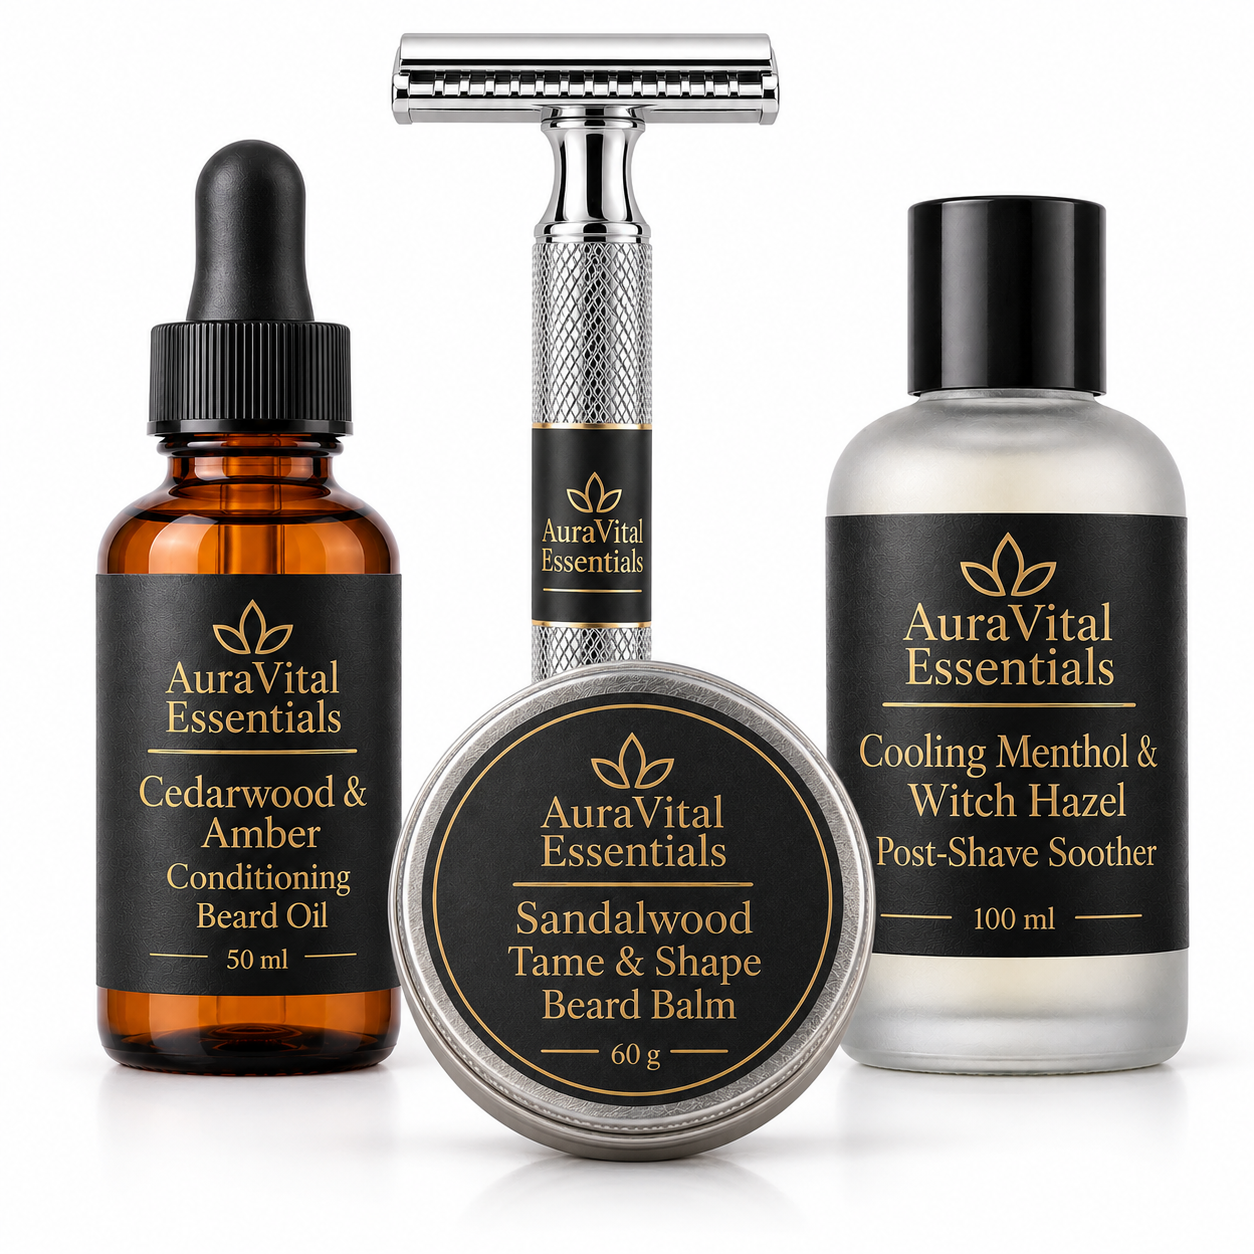 AuraVital
Essentials
Cedarwood &
Amber
Conditioning
Beard Oil
50 ml
AuraVital
Essentials
AuraVital
Essentials
Sandalwood
Tame & Shape
Beard Balm
60 g
AuraVital
Essentials
Cooling Menthol &
Witch Hazel
Post-Shave Soother
100 ml